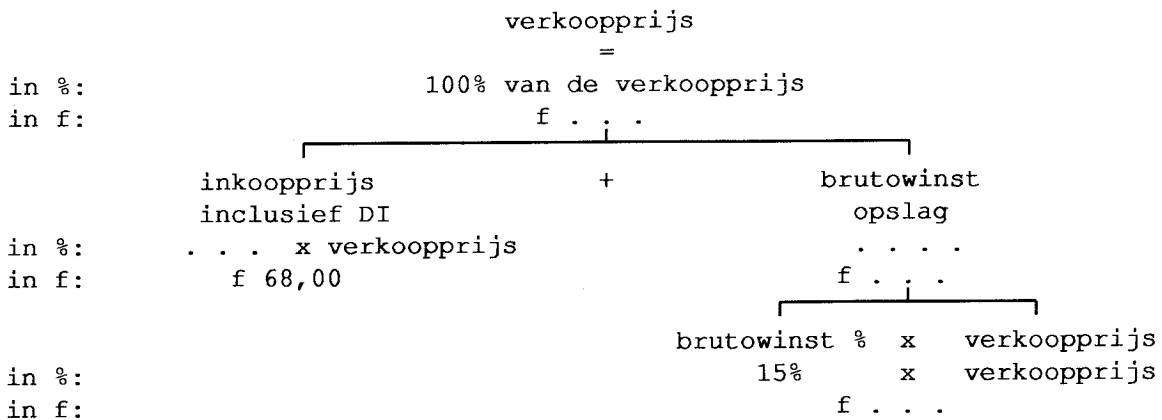 verkoopprijs
=
in %: 100% van de verkoopprijs
in f: f . . .
inkoopprijs + brutowinst
inclusief DI opslag
in %: . . . x verkoopprijs . . . .
in f: f 68,00 f . . .
brutowinst % x verkoopprijs
in %: 15% x verkoopprijs
in f: f . . .